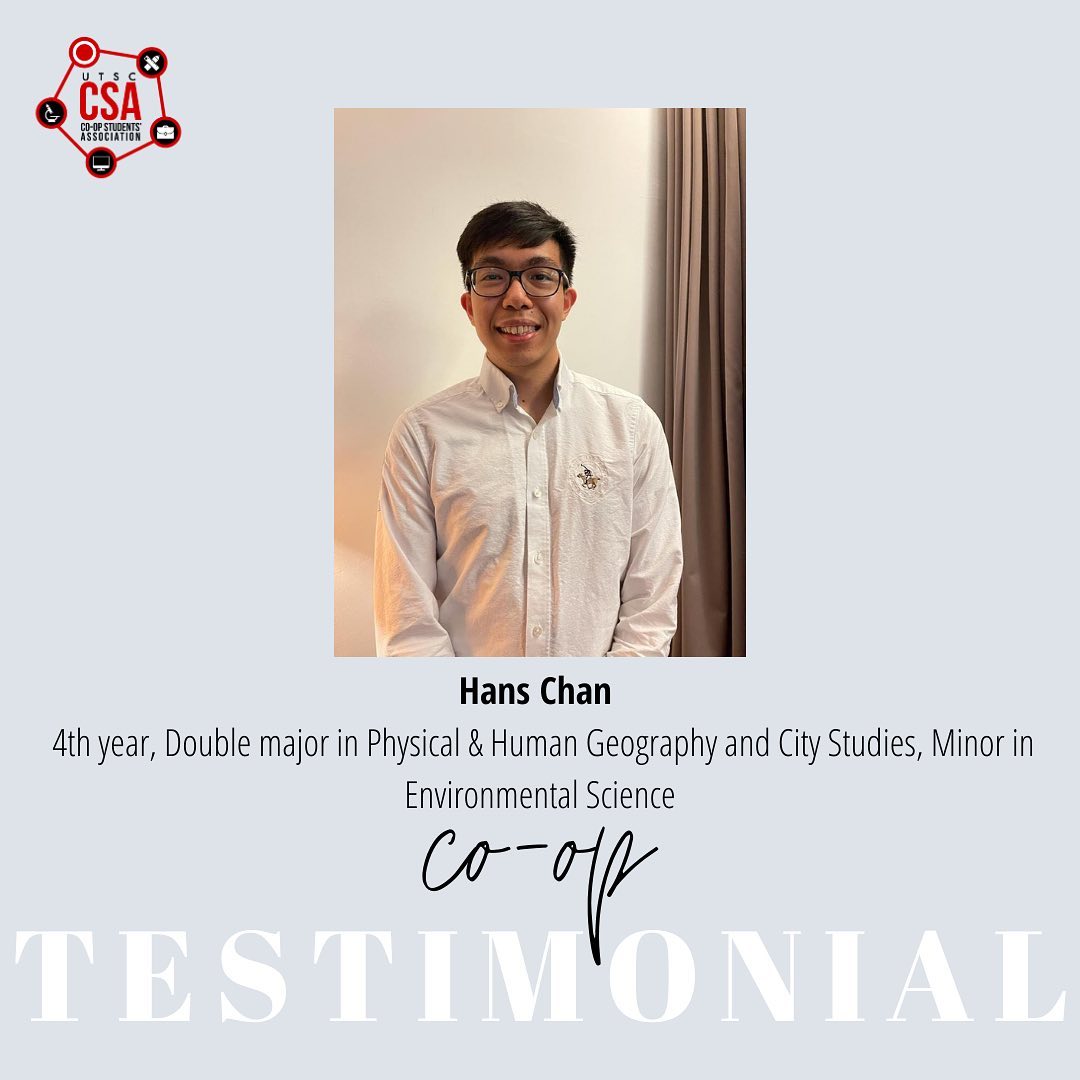 UTSC
CSA
CO-OP STUDENTS'
ASSOCIATION
Hans Chan
4th year, Double major in Physical & Human Geography and City Studies, Minor in
Environmental Science
co-op
TESTIMONIAL